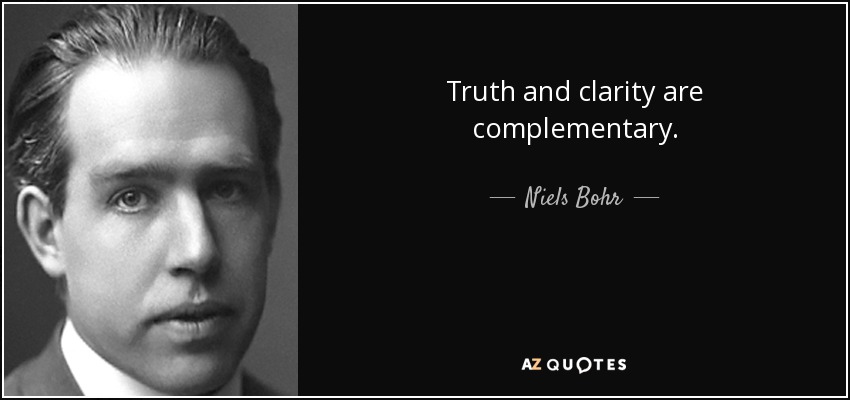 Truth and clarity are
complementary.
— Niels Bohr —
AZ QUOTES